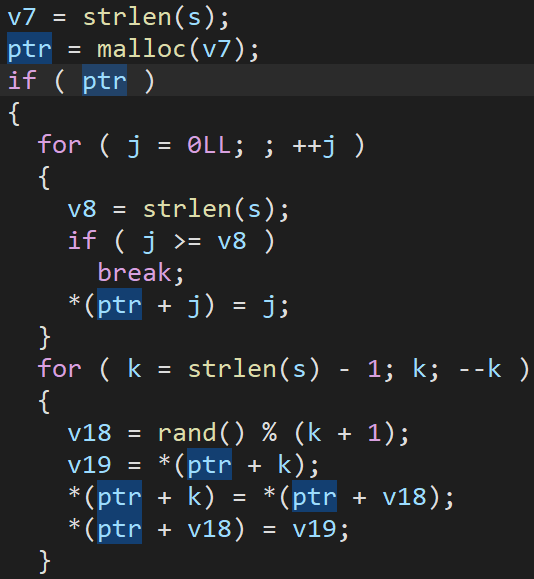 v7 = strlen(s);
ptr = malloc(v7);
if ( ptr )
{
for ( j = 0LL; ; ++j )
{
v8 = strlen(s);
if ( j >= v8 )
break;
*(ptr + j) = j;
}
for ( k = strlen(s) - 1; k; --k )
{
v18 = rand() % (k + 1);
v19 = *(ptr + k);
*(ptr + k) = *(ptr + v18);
*(ptr + v18) = v19;
}